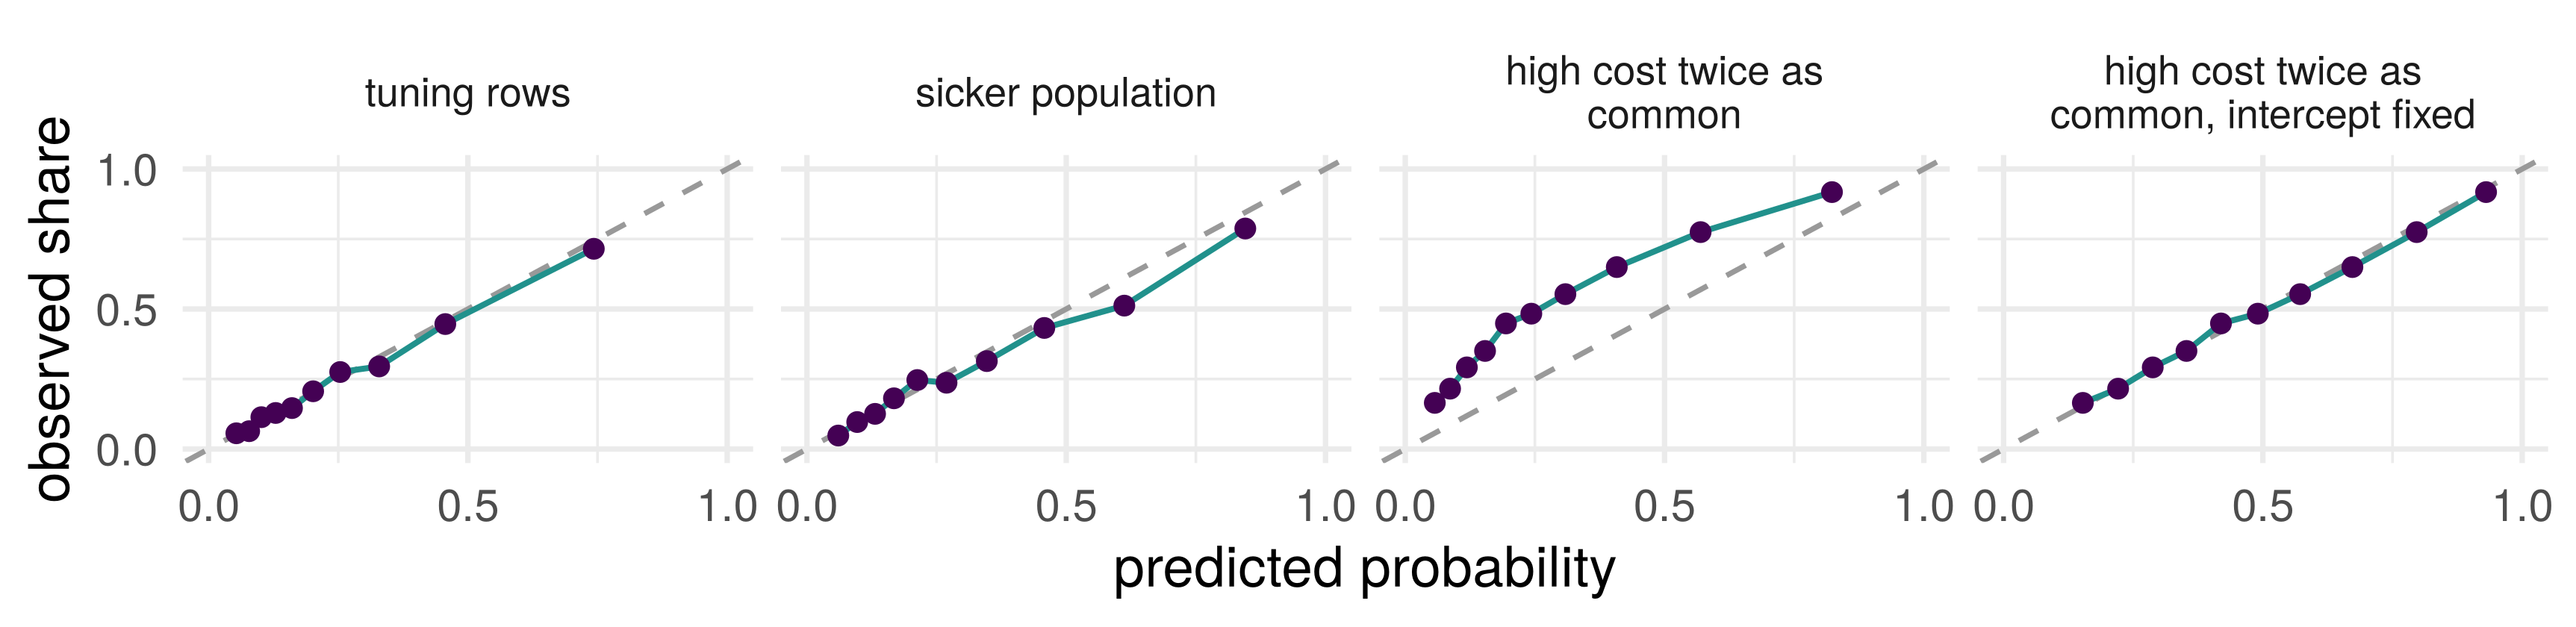 tuning rows
sicker population
high cost twice as
common
high cost twice as
common, intercept fixed
observed share
1.0
0.5
0.0
0.0 0.5 1.0 0.0 0.5 1.0 0.0 0.5 1.0 0.0 0.5 1.0
predicted probability